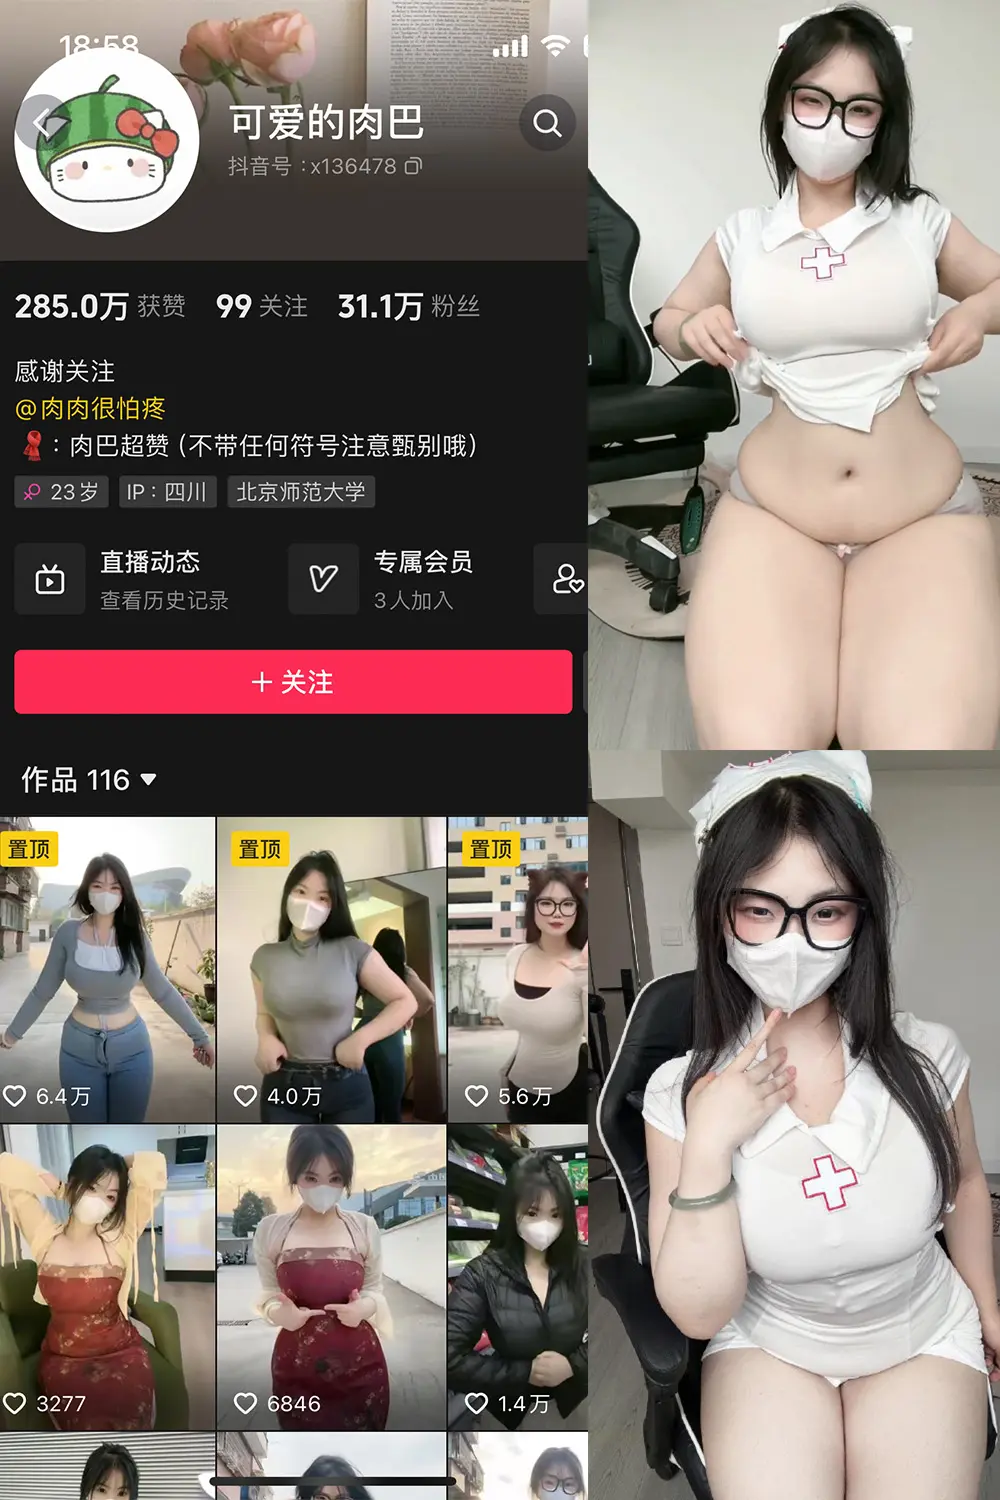 18:58
可爱的肉巴
抖音号：x136478
285.0万 获赞 99 关注 31.1万 粉丝
感谢关注
@肉肉很怕疼
：肉巴超赞 (不带任何符号注意甄别哦)
23岁 IP：四川 北京师范大学
直播动态
查看历史记录
专属会员
3人加入
+ 关注
作品 116
置顶 置顶 置顶
6.4万 4.0万 5.6万
3277 6846 1.4万